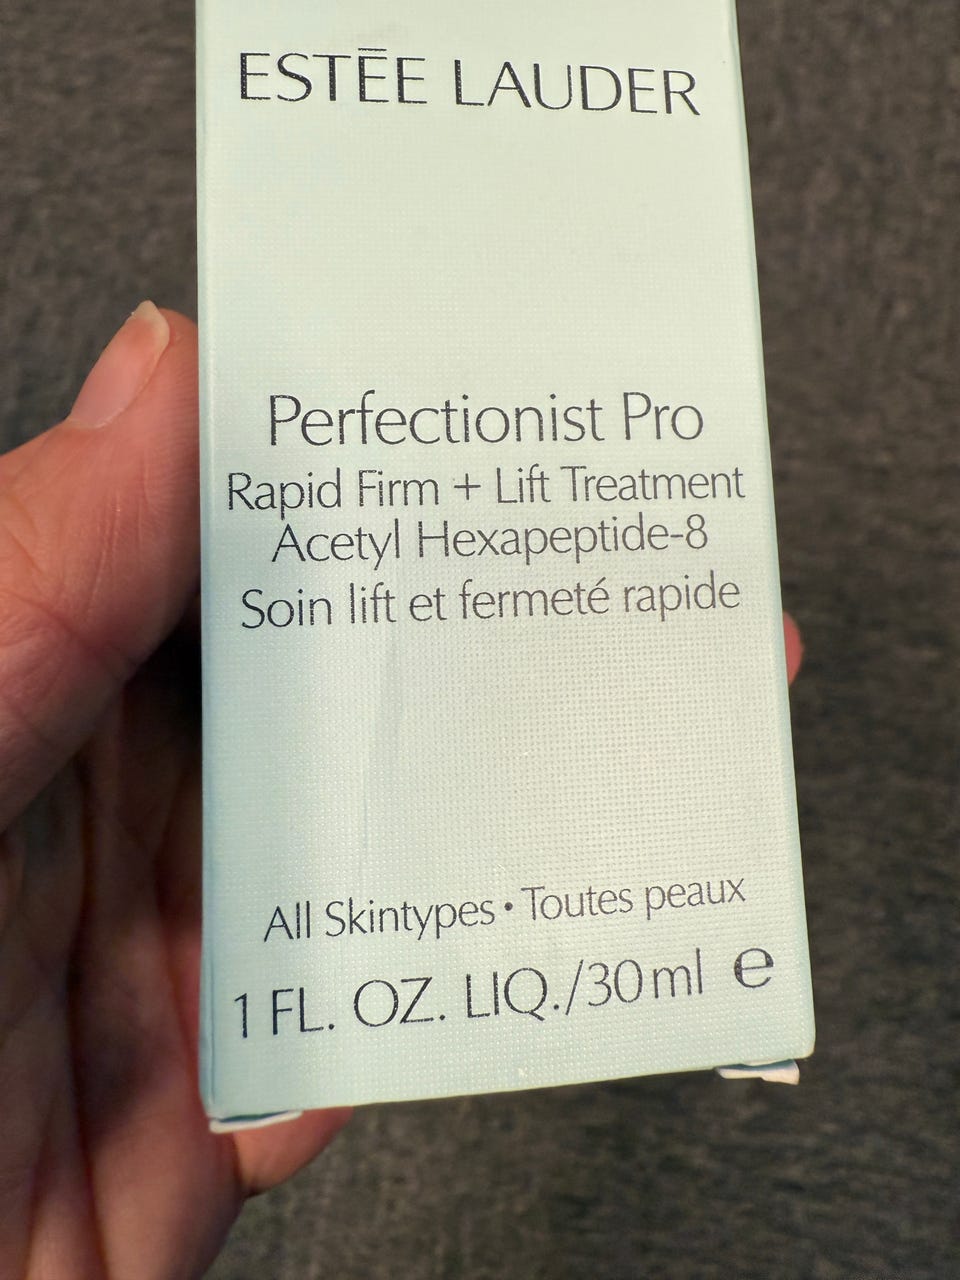 ESTĒE LAUDER
Perfectionist Pro
Rapid Firm + Lift Treatment
Acetyl Hexapeptide-8
Soin lift et fermeté rapide
All Skintypes • Toutes peaux
1 FL. OZ. LIQ./30ml ℮